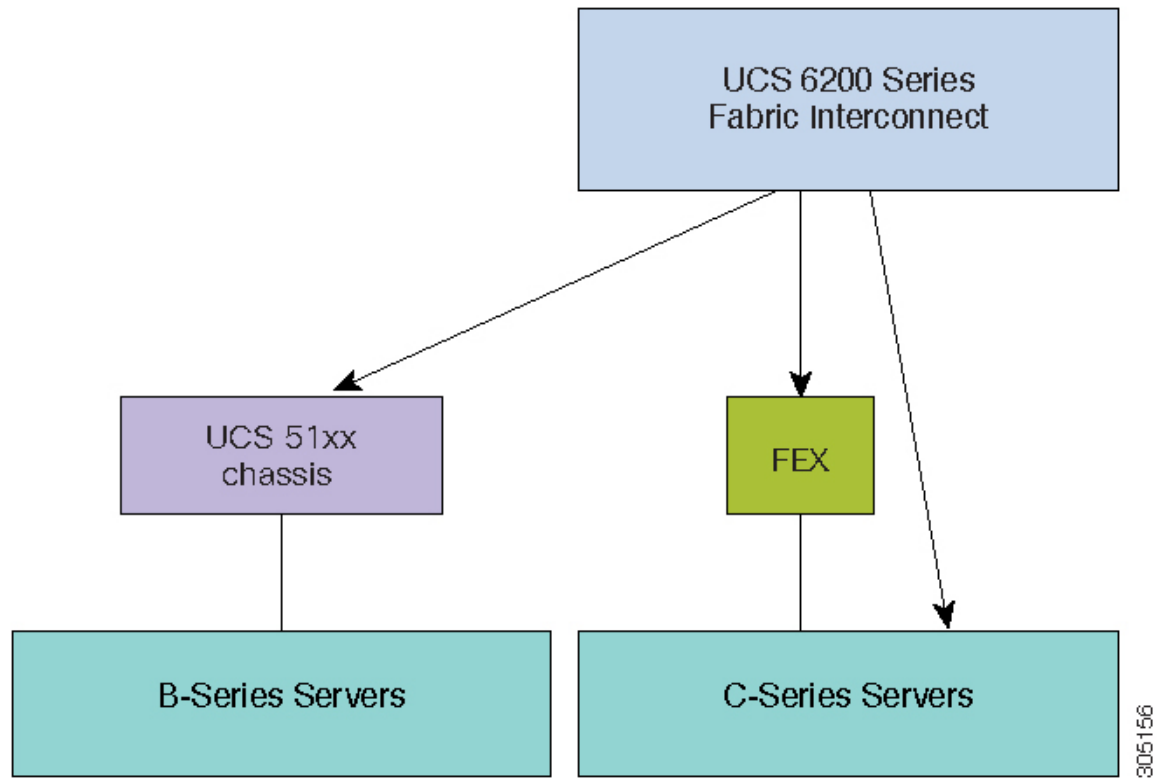 UCS 6200 Series
Fabric Interconnect
UCS 51xx
chassis
FEX
B-Series Servers
C-Series Servers
305156